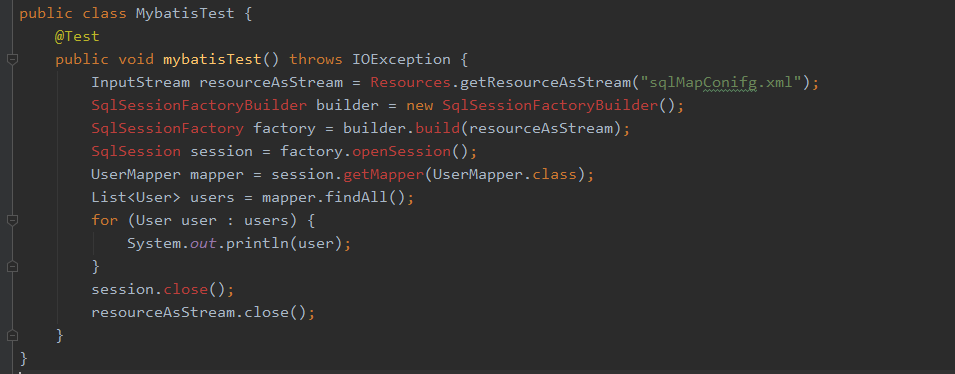 public class MybatisTest {
    @Test
    public void mybatisTest() throws IOException {
        InputStream resourceAsStream = Resources.getResourceAsStream("sqlMapConifg.xml");
        SqlSessionFactoryBuilder builder = new SqlSessionFactoryBuilder();
        SqlSessionFactory factory = builder.build(resourceAsStream);
        SqlSession session = factory.openSession();
        UserMapper mapper = session.getMapper(UserMapper.class);
        List<User> users = mapper.findAll();
        for (User user : users) {
            System.out.println(user);
        }
        session.close();
        resourceAsStream.close();
    }
}